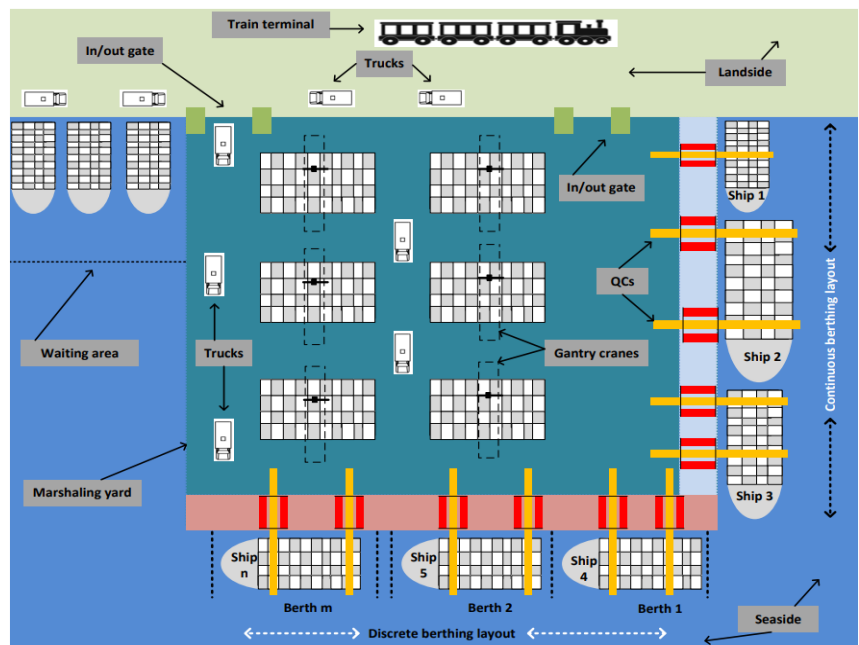 Train terminal
In/out gate
Trucks
Landside
In/out gate
Ship 1
QCs
Continuous berthing layout
Waiting area
Trucks
Gantry cranes
Ship 2
Marshaling yard
Ship 3
Ship
n
Ship
5
Ship
4
Berth m
Berth 2
Berth 1
Seaside
Discrete berthing layout